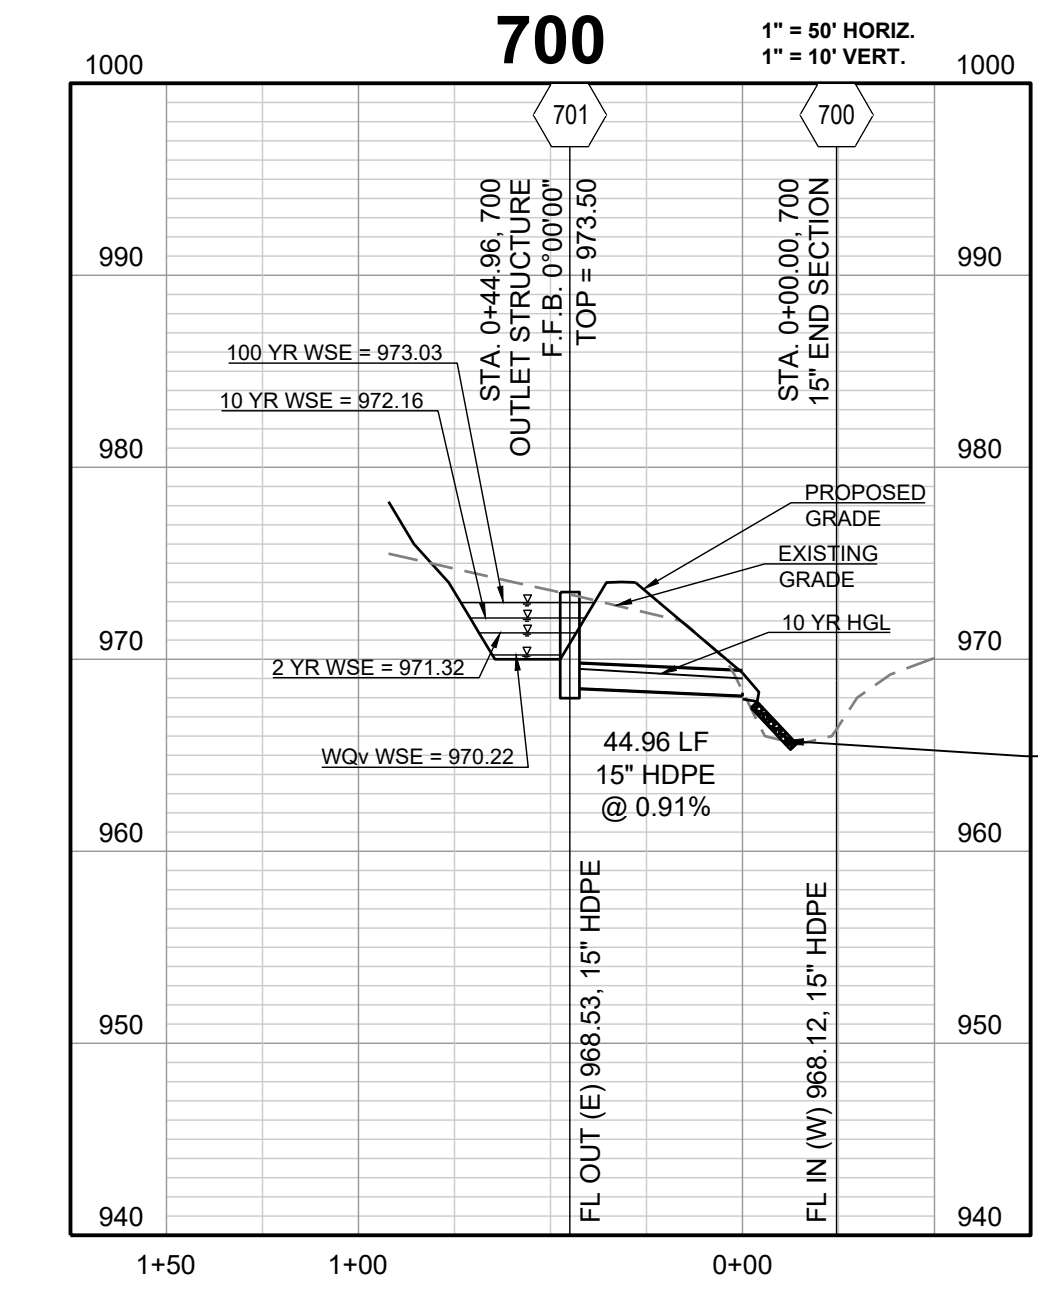 700
1" = 50' HORIZ.
1" = 10' VERT.
1000
1000
701
700
STA. 0+44.96, 700
OUTLET STRUCTURE
F.F.B. 0°00'00"
TOP = 973.50
STA. 0+00.00, 700
15" END SECTION
990
990
100 YR WSE = 973.03
10 YR WSE = 972.16
980
980
PROPOSED
GRADE
EXISTING
GRADE
10 YR HGL
970
970
2 YR WSE = 971.32
WQv WSE = 970.22
44.96 LF
15" HDPE
@ 0.91%
960
960
FL OUT (E) 968.53, 15" HDPE
FL IN (W) 968.12, 15" HDPE
950
950
940
940
1+50
1+00
0+00